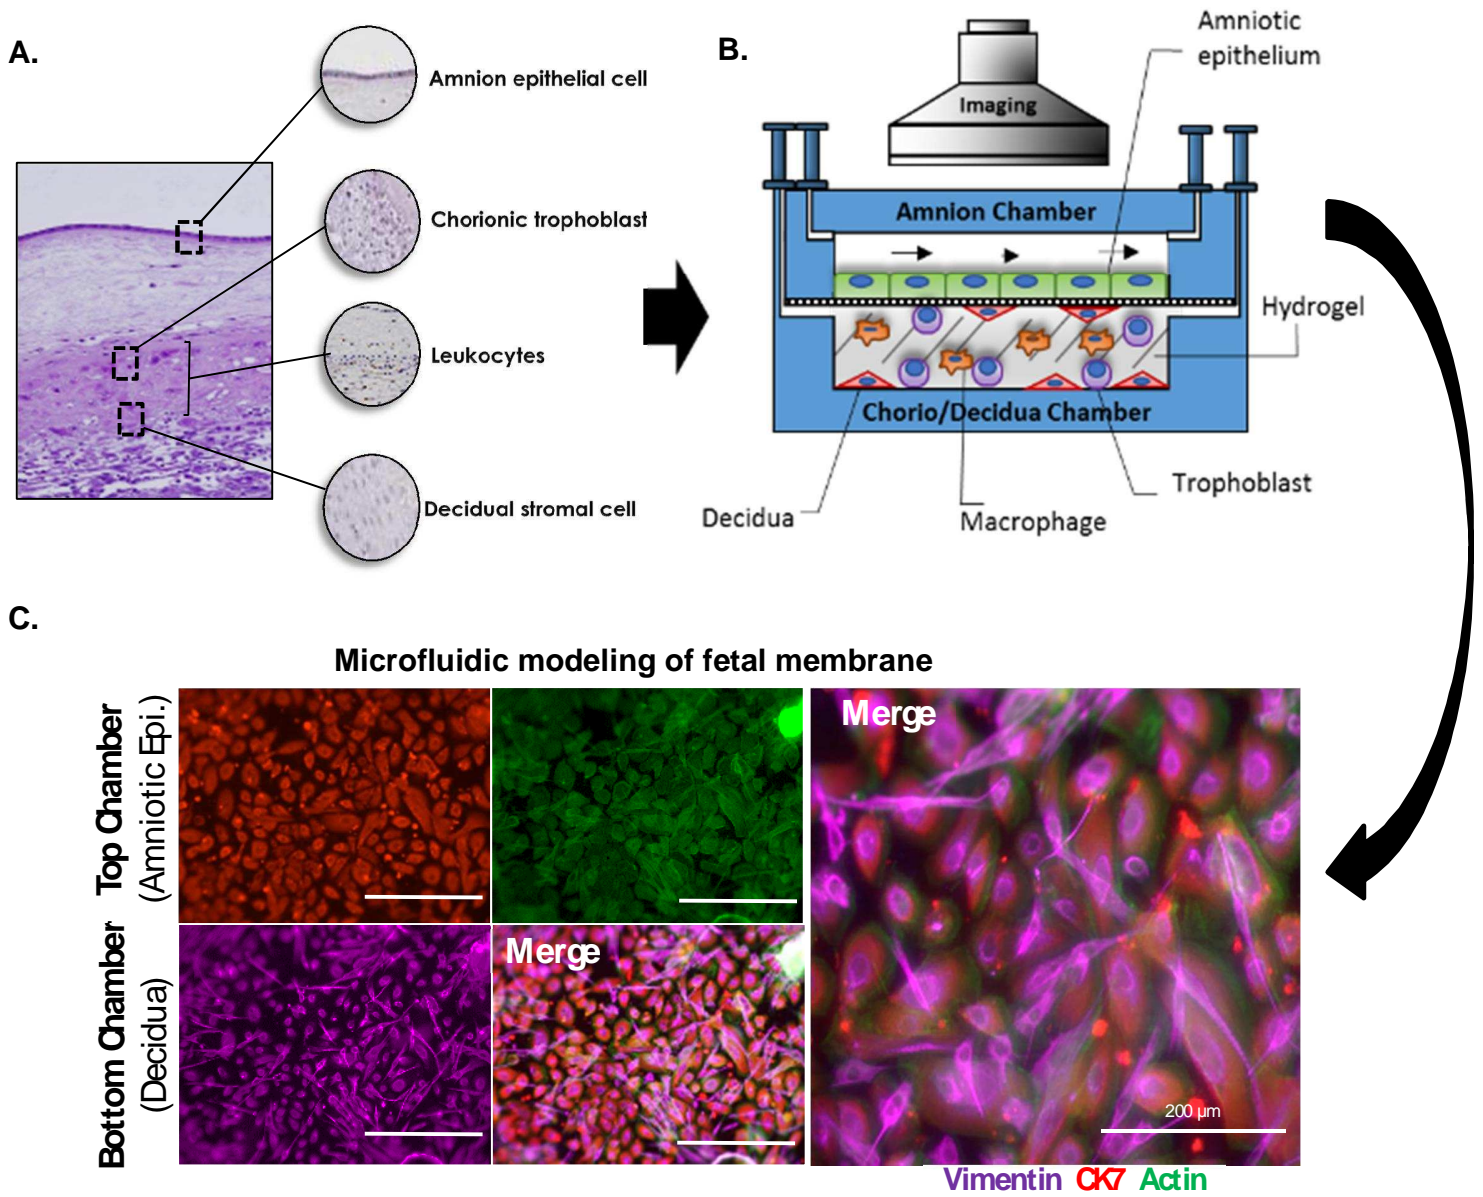 A.
Amnion epithelial cell
Chorionic trophoblast
Leukocytes
Decidual stromal cell
B.
Amniotic
epithelium
Imaging
Amnion Chamber
Hydrogel
Chorio/Decidua Chamber
Trophoblast
Decidua
Macrophage
C.
Microfluidic modeling of fetal membrane
Top Chamber
(Amniotic Epi.)
Bottom Chamber
(Decidua)
Merge
Merge
200 µm
Vimentin CK7 Actin